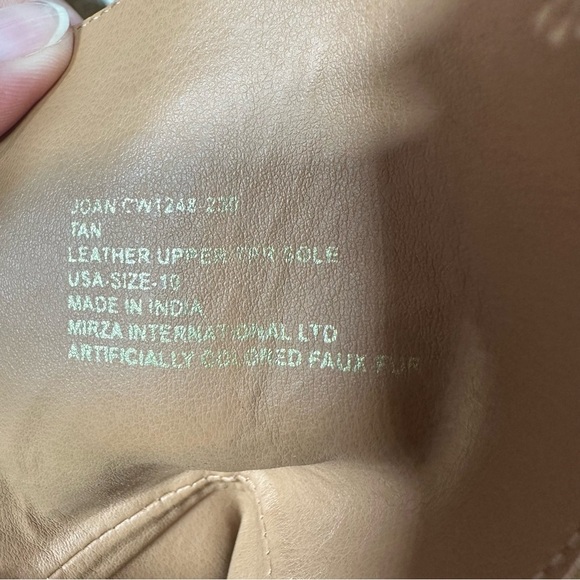 JOAN CW1248-230
TAN
LEATHER UPPER/TPR SOLE
USA-SIZE-10
MADE IN INDIA
MIRZA INTERNATIONAL LTD
ARTIFICIALLY COLORED FAUX FUR